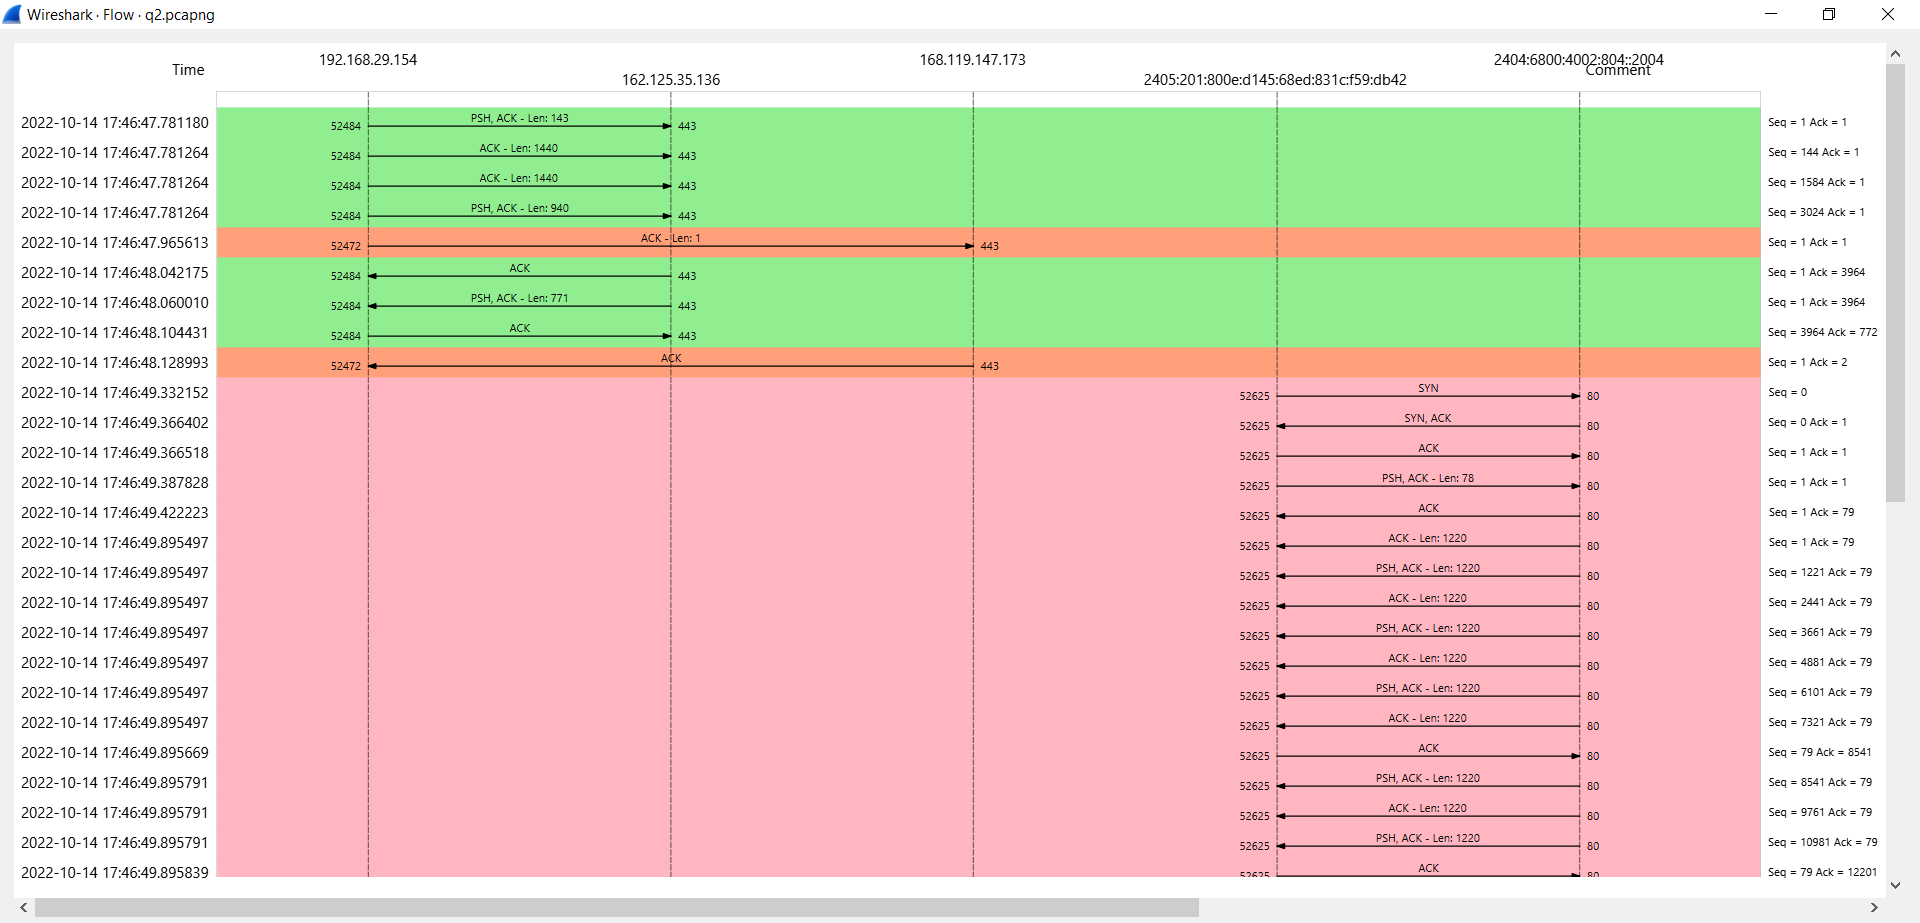 Wireshark · Flow · q2.pcapng
192.168.29.154 168.119.147.173 2404:6800:4002:804::2004
Time 162.125.35.136 2405:201:800e:d145:68ed:831c:f59:db42 Comment
2022-10-14 17:46:47.781180 52484 PSH, ACK - Len: 143 443 Seq = 1 Ack = 1
2022-10-14 17:46:47.781264 52484 ACK - Len: 1440 443 Seq = 144 Ack = 1
2022-10-14 17:46:47.781264 52484 ACK - Len: 1440 443 Seq = 1584 Ack = 1
2022-10-14 17:46:47.781264 52484 PSH, ACK - Len: 940 443 Seq = 3024 Ack = 1
2022-10-14 17:46:47.965613 52472 ACK - Len: 1 443 Seq = 1 Ack = 1
2022-10-14 17:46:48.042175 52484 ACK 443 Seq = 1 Ack = 3964
2022-10-14 17:46:48.060010 52484 PSH, ACK - Len: 771 443 Seq = 1 Ack = 3964
2022-10-14 17:46:48.104431 52484 ACK 443 Seq = 3964 Ack = 772
2022-10-14 17:46:48.128993 52472 ACK 443 Seq = 1 Ack = 2
2022-10-14 17:46:49.332152 52625 SYN 80 Seq = 0
2022-10-14 17:46:49.366402 52625 SYN, ACK 80 Seq = 0 Ack = 1
2022-10-14 17:46:49.366518 52625 ACK 80 Seq = 1 Ack = 1
2022-10-14 17:46:49.387828 52625 PSH, ACK - Len: 78 80 Seq = 1 Ack = 1
2022-10-14 17:46:49.422223 52625 ACK 80 Seq = 1 Ack = 79
2022-10-14 17:46:49.895497 52625 ACK - Len: 1220 80 Seq = 1 Ack = 79
2022-10-14 17:46:49.895497 52625 PSH, ACK - Len: 1220 80 Seq = 1221 Ack = 79
2022-10-14 17:46:49.895497 52625 ACK - Len: 1220 80 Seq = 2441 Ack = 79
2022-10-14 17:46:49.895497 52625 PSH, ACK - Len: 1220 80 Seq = 3661 Ack = 79
2022-10-14 17:46:49.895497 52625 ACK - Len: 1220 80 Seq = 4881 Ack = 79
2022-10-14 17:46:49.895497 52625 PSH, ACK - Len: 1220 80 Seq = 6101 Ack = 79
2022-10-14 17:46:49.895497 52625 ACK - Len: 1220 80 Seq = 7321 Ack = 79
2022-10-14 17:46:49.895669 52625 ACK 80 Seq = 79 Ack = 8541
2022-10-14 17:46:49.895791 52625 PSH, ACK - Len: 1220 80 Seq = 8541 Ack = 79
2022-10-14 17:46:49.895791 52625 ACK - Len: 1220 80 Seq = 9761 Ack = 79
2022-10-14 17:46:49.895791 52625 PSH, ACK - Len: 1220 80 Seq = 10981 Ack = 79
2022-10-14 17:46:49.895839 52625 ACK 80 Seq = 79 Ack = 12201